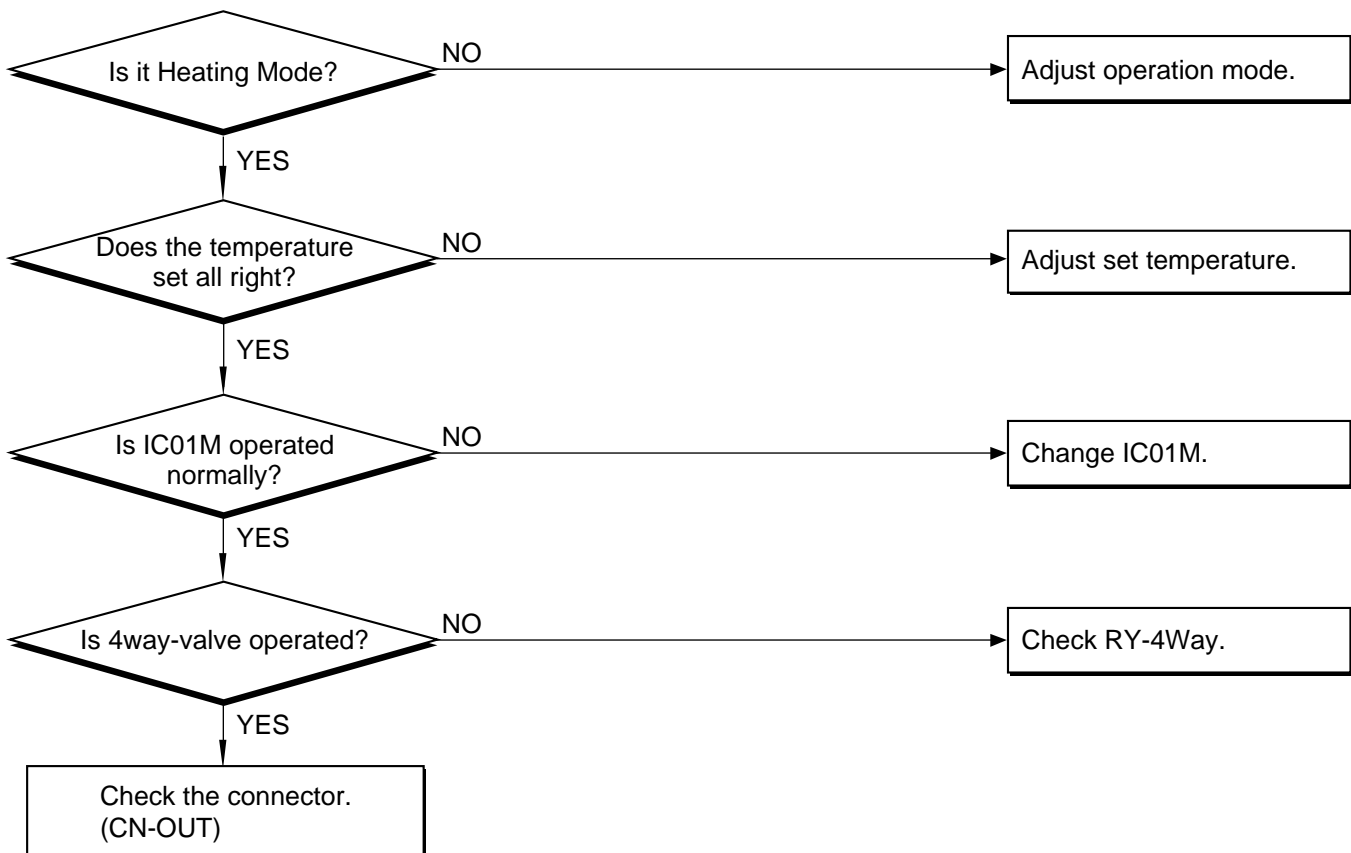 Is it Heating Mode?
NO
Adjust operation mode.
YES
Does the temperature
set all right?
NO
Adjust set temperature.
YES
Is IC01M operated
normally?
NO
Change IC01M.
YES
Is 4way-valve operated?
NO
Check RY-4Way.
YES
Check the connector.
(CN-OUT)